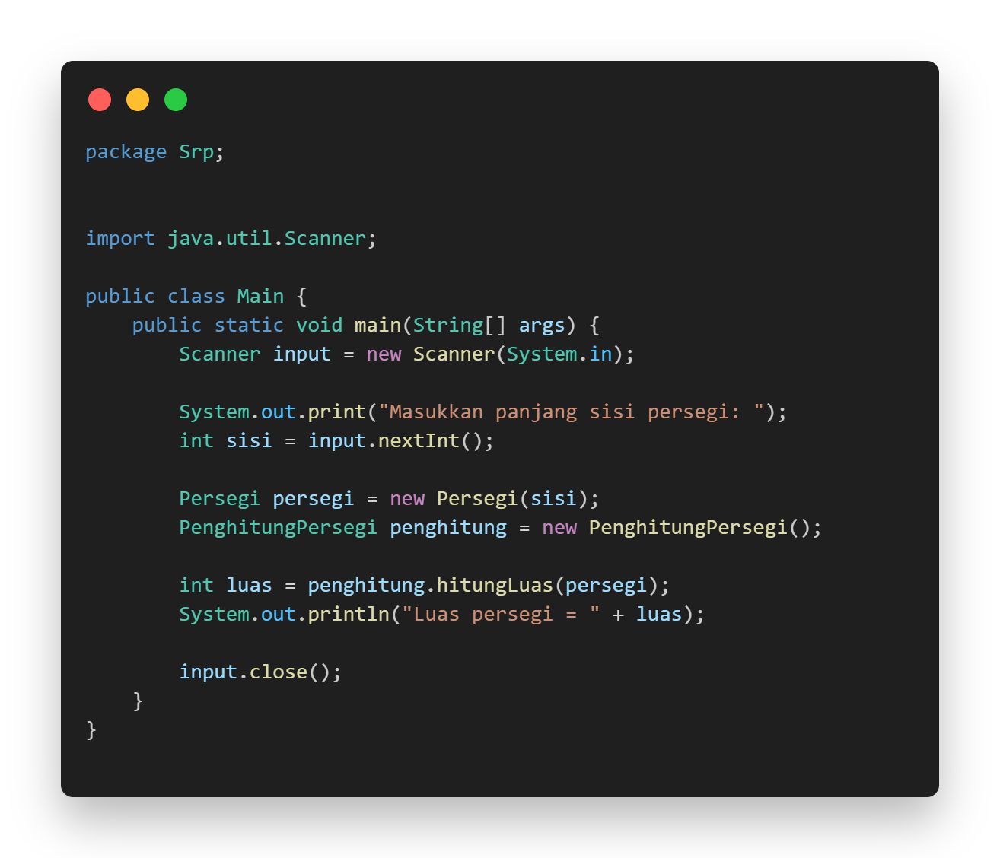 package Srp;
import java.util.Scanner;
public class Main {
    public static void main(String[] args) {
        Scanner input = new Scanner(System.in);
        System.out.print("Masukkan panjang sisi persegi: ");
        int sisi = input.nextInt();
        Persegi persegi = new Persegi(sisi);
        PenghitungPersegi penghitung = new PenghitungPersegi();
        int luas = penghitung.hitungLuas(persegi);
        System.out.println("Luas persegi = " + luas);
        input.close();
    }
}